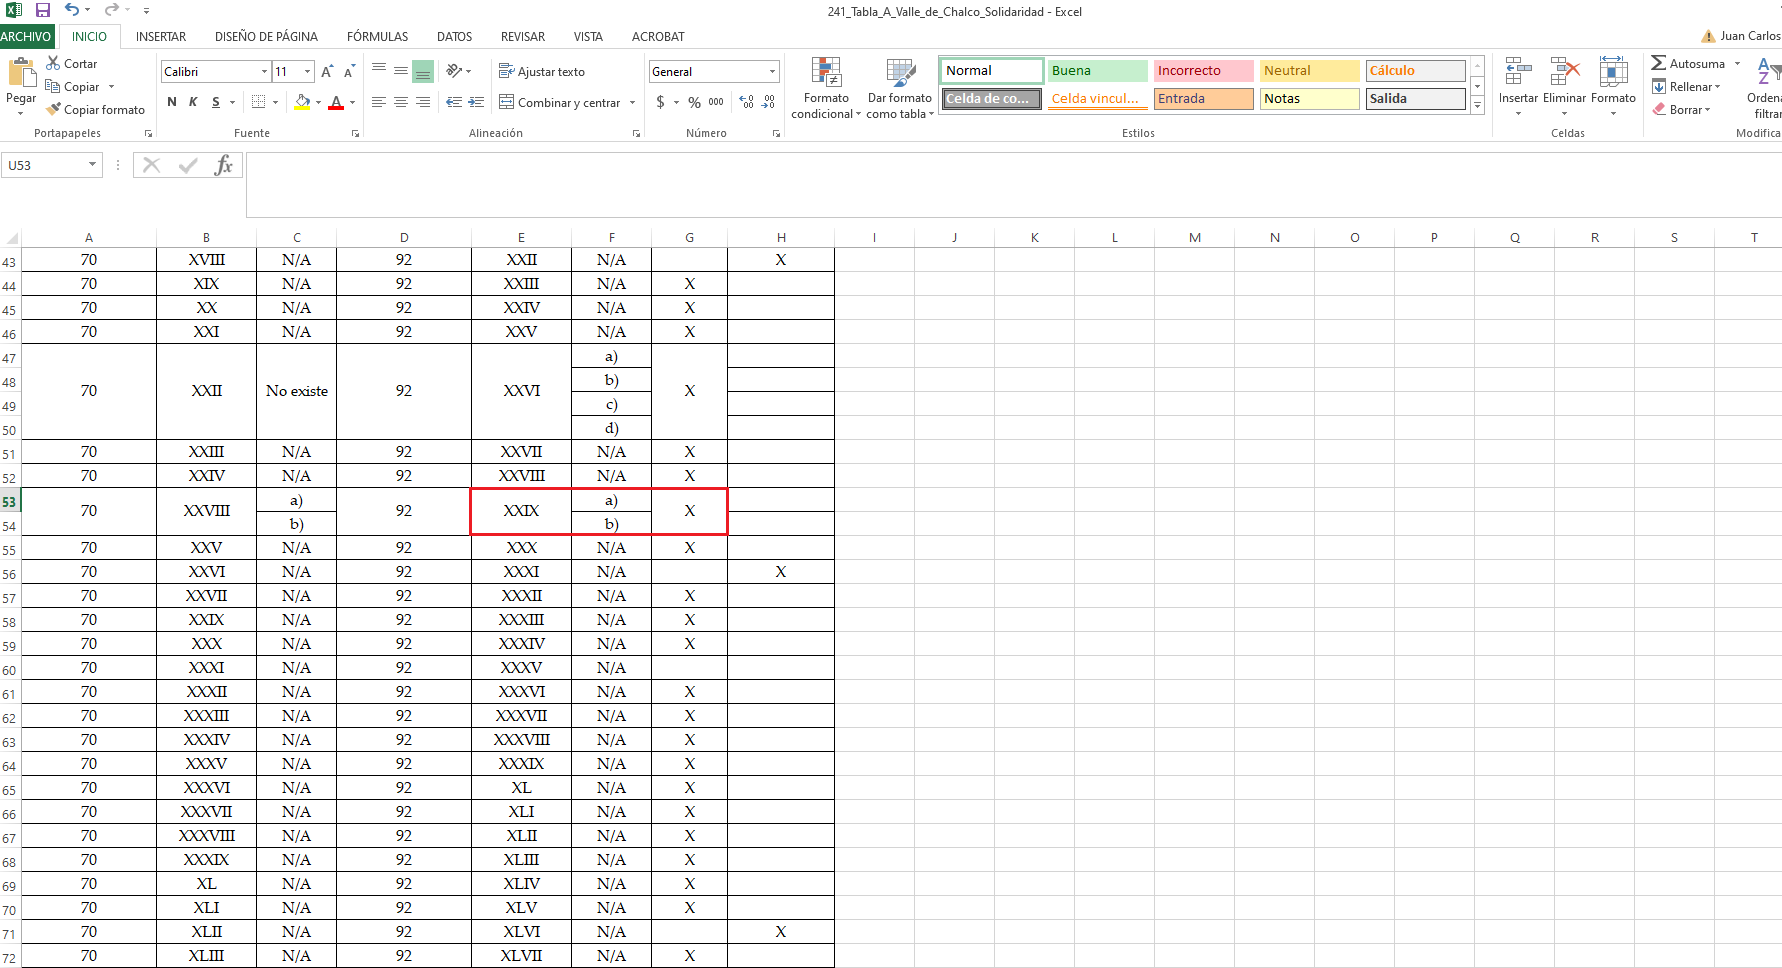 241_Tabla_A_Valle_de_Chalco_Solidaridad - Excel
ARCHIVO INICIO INSERTAR DISEÑO DE PÁGINA FÓRMULAS DATOS REVISAR VISTA ACROBAT Juan Carlos
Pegar Cortar Copiar Copiar formato
Portapapeles
Calibri 11
N K S
Fuente
Ajustar texto
Combinar y centrar
Alineación
General
$ % 000
Número
Formato condicional
Dar formato como tabla
Normal Buena Incorrecto Neutral Cálculo
Celda de co... Celda vincul... Entrada Notas Salida
Estilos
Insertar Eliminar Formato
Celdas
Autosuma
Rellenar
Borrar
Ordena
filtrar
Modifica
U53 fx
A B C D E F G H I J K L M N O P Q R S T
43 70 XVIII N/A 92 XXII N/A X
44 70 XIX N/A 92 XXIII N/A X
45 70 XX N/A 92 XXIV N/A X
46 70 XXI N/A 92 XXV N/A X
47 a)
48 b)
70 XXII No existe 92 XXVI X
49 c)
50 d)
51 70 XXIII N/A 92 XXVII N/A X
52 70 XXIV N/A 92 XXVIII N/A X
53 a) a)
70 XXVIII 92 XXIX X
54 b) b)
55 70 XXV N/A 92 XXX N/A X
56 70 XXVI N/A 92 XXXI N/A X
57 70 XXVII N/A 92 XXXII N/A X
58 70 XXIX N/A 92 XXXIII N/A X
59 70 XXX N/A 92 XXXIV N/A X
60 70 XXXI N/A 92 XXXV N/A
61 70 XXXII N/A 92 XXXVI N/A X
62 70 XXXIII N/A 92 XXXVII N/A X
63 70 XXXIV N/A 92 XXXVIII N/A X
64 70 XXXV N/A 92 XXXIX N/A X
65 70 XXXVI N/A 92 XL N/A X
66 70 XXXVII N/A 92 XLI N/A X
67 70 XXXVIII N/A 92 XLII N/A X
68 70 XXXIX N/A 92 XLIII N/A X
69 70 XL N/A 92 XLIV N/A X
70 70 XLI N/A 92 XLV N/A X
71 70 XLII N/A 92 XLVI N/A X
72 70 XLIII N/A 92 XLVII N/A X